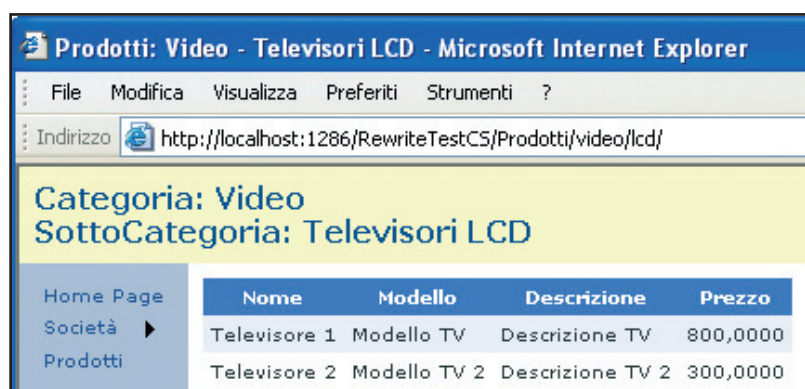 Prodotti: Video - Televisori LCD - Microsoft Internet Explorer
File Modifica Visualizza Preferiti Strumenti ?
Indirizzo http://localhost:1286/RewriteTestCS/Prodotti/video/lcd/
Categoria: Video
SottoCategoria: Televisori LCD
Home Page
Società
Prodotti
Nome Modello Descrizione Prezzo
Televisore 1 Modello TV Descrizione TV 800,0000
Televisore 2 Modello TV 2 Descrizione TV 2 300,0000